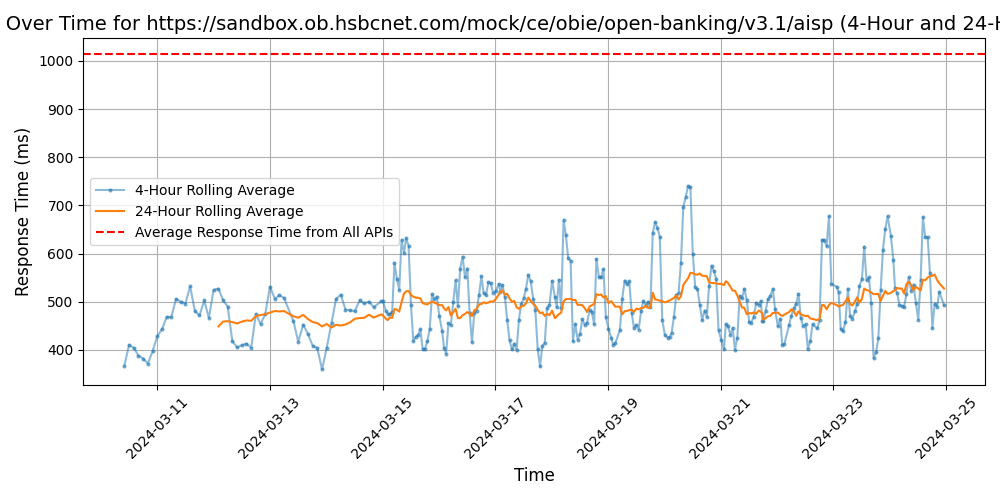 Over Time for https://sandbox.ob.hsbcnet.com/mock/ce/obie/open-banking/v3.1/aisp (4-Hour and 24-H
Response Time (ms)
1000
900
800
700
600
500
400
4-Hour Rolling Average
24-Hour Rolling Average
Average Response Time from All APIs
2024-03-11
2024-03-13
2024-03-15
2024-03-17
2024-03-19
2024-03-21
2024-03-23
2024-03-25
Time